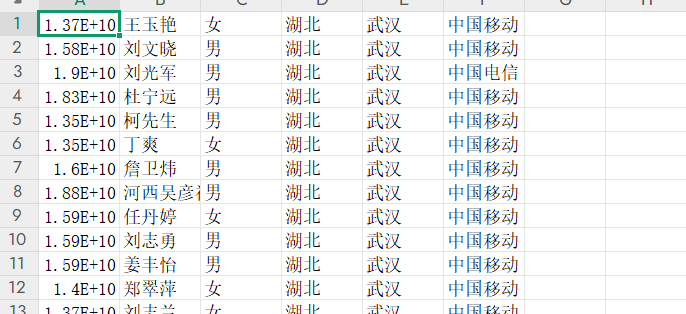 A B C D E F G H
1 1.37E+10 王玉艳 女 湖北 武汉 中国移动
2 1.58E+10 刘文晓 男 湖北 武汉 中国移动
3 1.9E+10 刘光军 男 湖北 武汉 中国电信
4 1.83E+10 杜宁远 男 湖北 武汉 中国移动
5 1.35E+10 柯先生 男 湖北 武汉 中国移动
6 1.35E+10 丁爽 女 湖北 武汉 中国移动
7 1.6E+10 詹卫炜 男 湖北 武汉 中国移动
8 1.88E+10 河西吴彦 男 湖北 武汉 中国移动
9 1.59E+10 任丹婷 女 湖北 武汉 中国移动
10 1.59E+10 刘志勇 男 湖北 武汉 中国移动
11 1.59E+10 姜丰怡 男 湖北 武汉 中国移动
12 1.4E+10 郑翠萍 女 湖北 武汉 中国移动
13 1.37E+10 刘志兰 女 湖北 武汉 中国移动